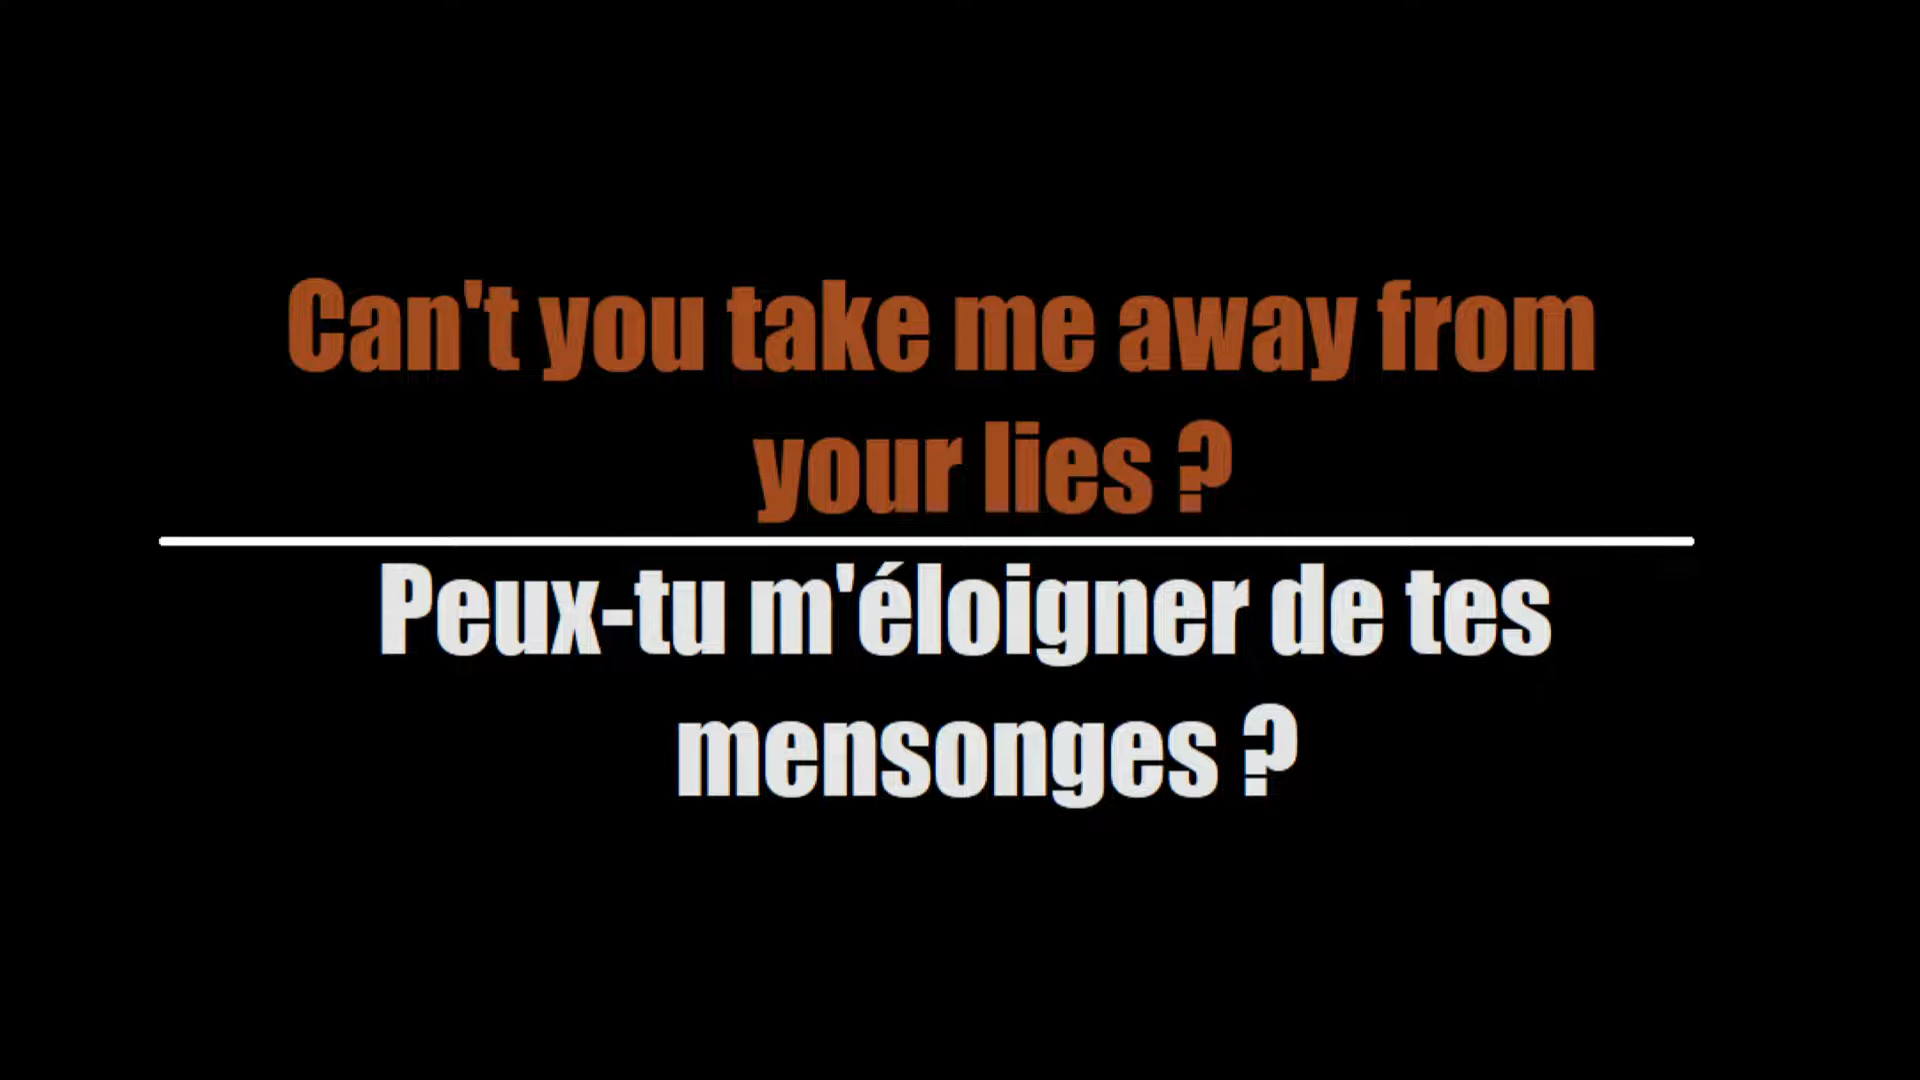 Can't you take me away from
your lies ?
Peux-tu m'éloigner de tes
mensonges ?